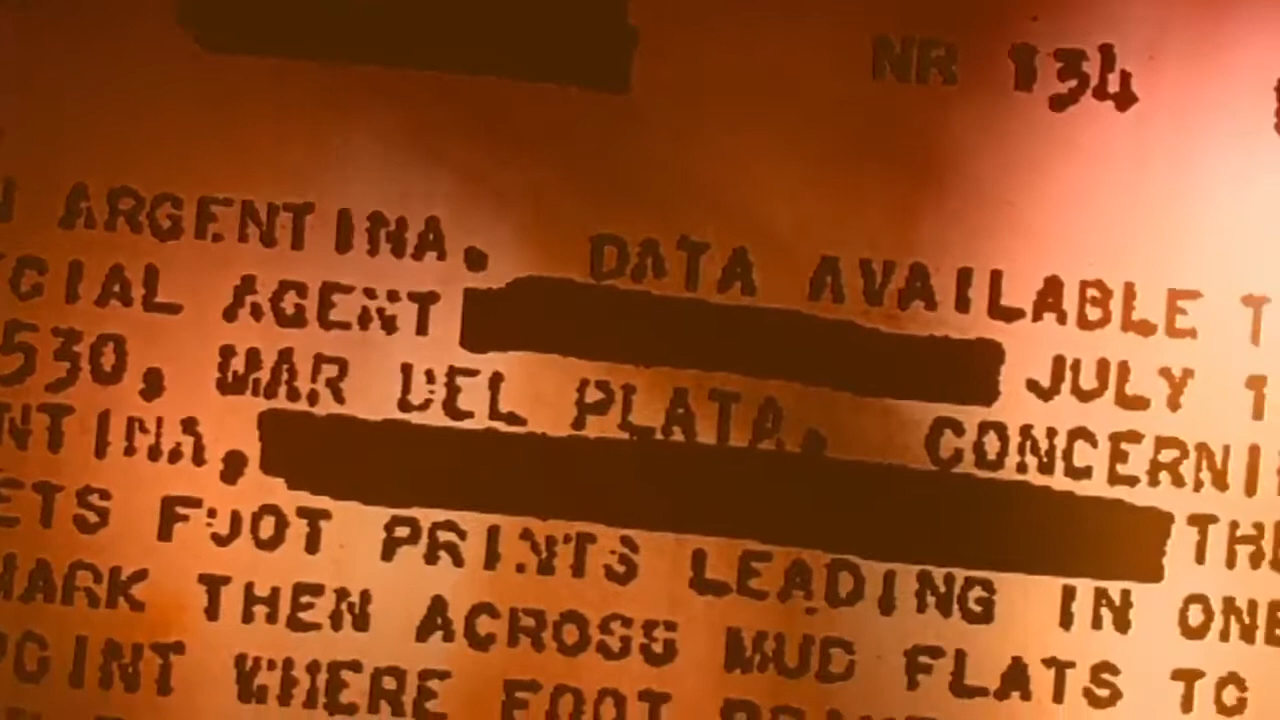 NR 134
ARGENTINA. DATA AVAILABLE T
CIAL AGENT JULY 1
530, MAR DEL PLATA. CONCERNI
NTINA. THE
ETS FOOT PRINTS LEADING IN ONE
MARK THEN ACROSS MUD FLATS TO
POINT WHERE FOOT